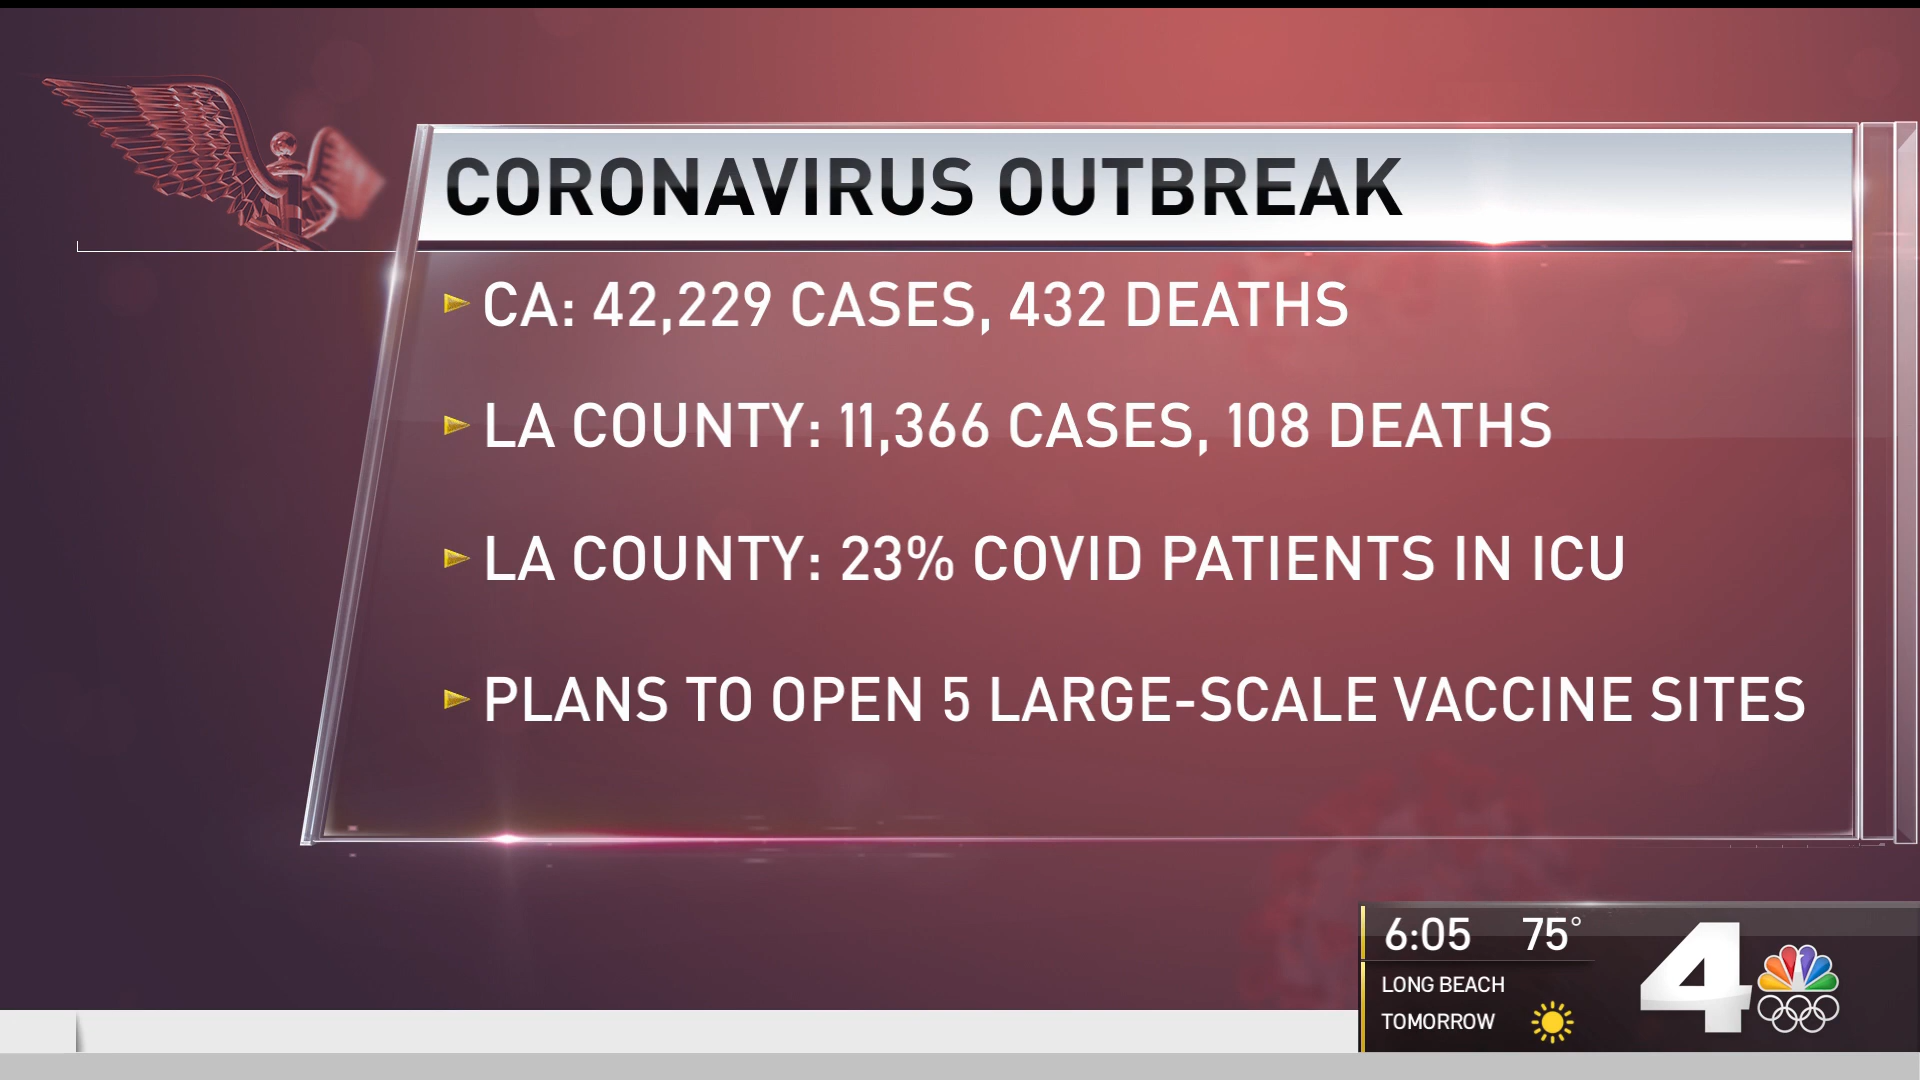 CORONAVIRUS OUTBREAK
CA: 42,229 CASES, 432 DEATHS
LA COUNTY: 11,366 CASES, 108 DEATHS
LA COUNTY: 23% COVID PATIENTS IN ICU
PLANS TO OPEN 5 LARGE-SCALE VACCINE SITES
6:05 75°
LONG BEACH
TOMORROW
4